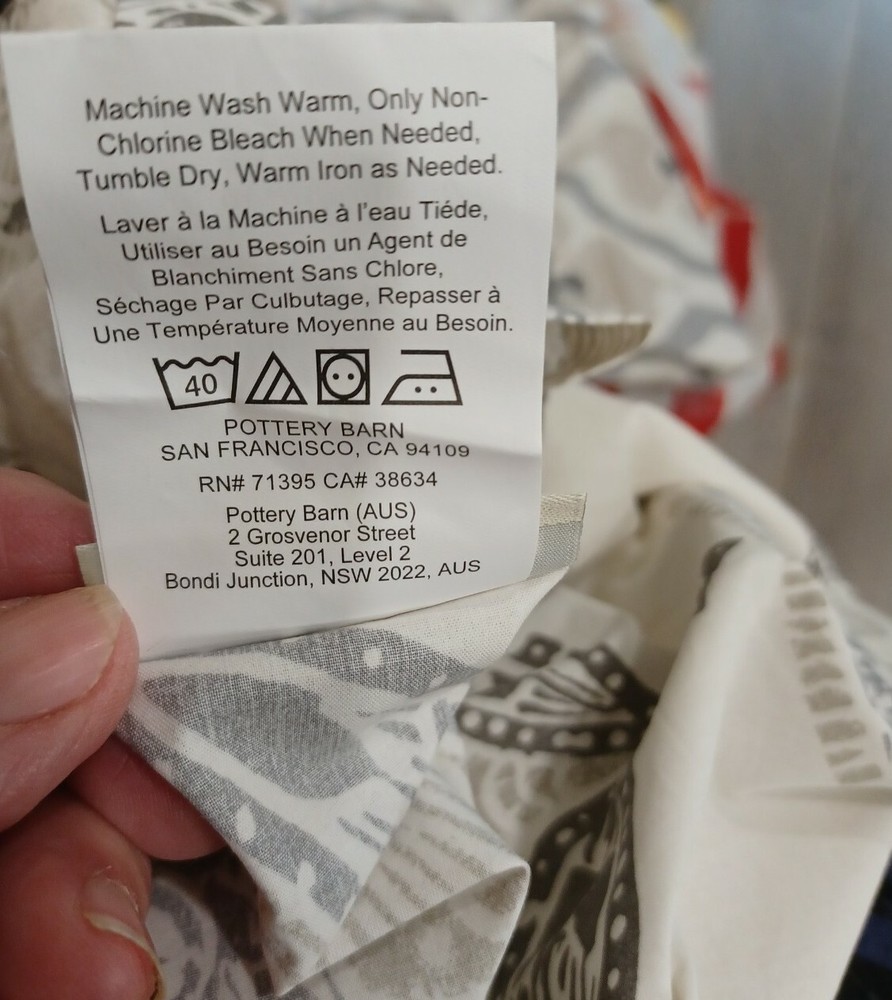 Machine Wash Warm, Only Non-
Chlorine Bleach When Needed,
Tumble Dry, Warm Iron as Needed.
Laver à la Machine à l'eau Tiéde,
Utiliser au Besoin un Agent de
Blanchiment Sans Chlore,
Séchage Par Culbutage, Repasser à
Une Température Moyenne au Besoin.
40
POTTERY BARN
SAN FRANCISCO, CA 94109
RN# 71395 CA# 38634
Pottery Barn (AUS)
2 Grosvenor Street
Suite 201, Level 2
Bondi Junction, NSW 2022, AUS